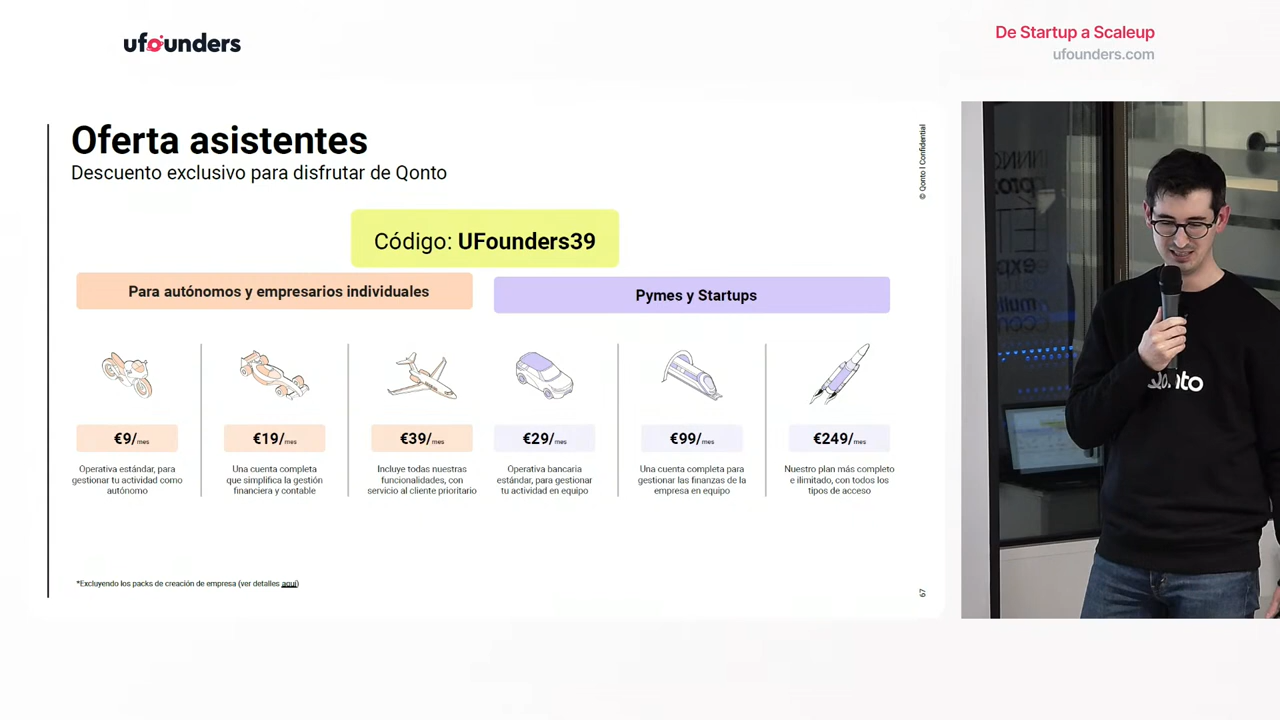 ufounders
De Startup a Scaleup
ufounders.com
Oferta asistentes
Descuento exclusivo para disfrutar de Qonto
© Qonto | Confidential
Código: UFounders39
Para autónomos y empresarios individuales
Pymes y Startups
€9/mes
Operativa estándar, para
gestionar tu actividad como
autónomo
€19/mes
Una cuenta completa
que simplifica la gestión
financiera y contable
€39/mes
Incluye todas nuestras
funcionalidades, con
servicio al cliente prioritario
€29/mes
Operativa bancaria
estándar, para gestionar
tu actividad en equipo
€99/mes
Una cuenta completa para
gestionar las finanzas de la
empresa en equipo
€249/mes
Nuestro plan más completo
e ilimitado, con todos los
tipos de acceso
*Excluyendo los packs de creación de empresa (ver detalles aquí)
67
Qonto